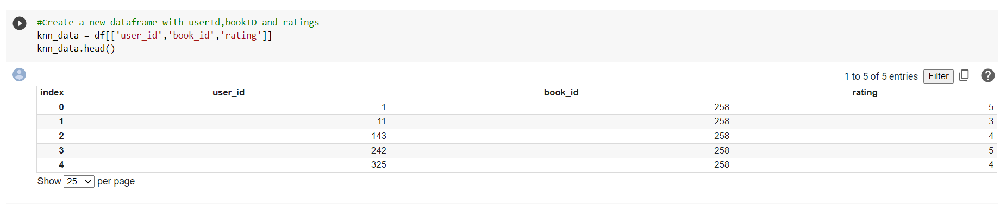 #Create a new dataframe with userId,bookID and ratings
knn_data = df[['user_id','book_id','rating']]
knn_data.head()
1 to 5 of 5 entries Filter ?
index user_id book_id rating
0 1 258 5
1 11 258 3
2 143 258 4
3 242 258 5
4 325 258 4
Show 25 per page